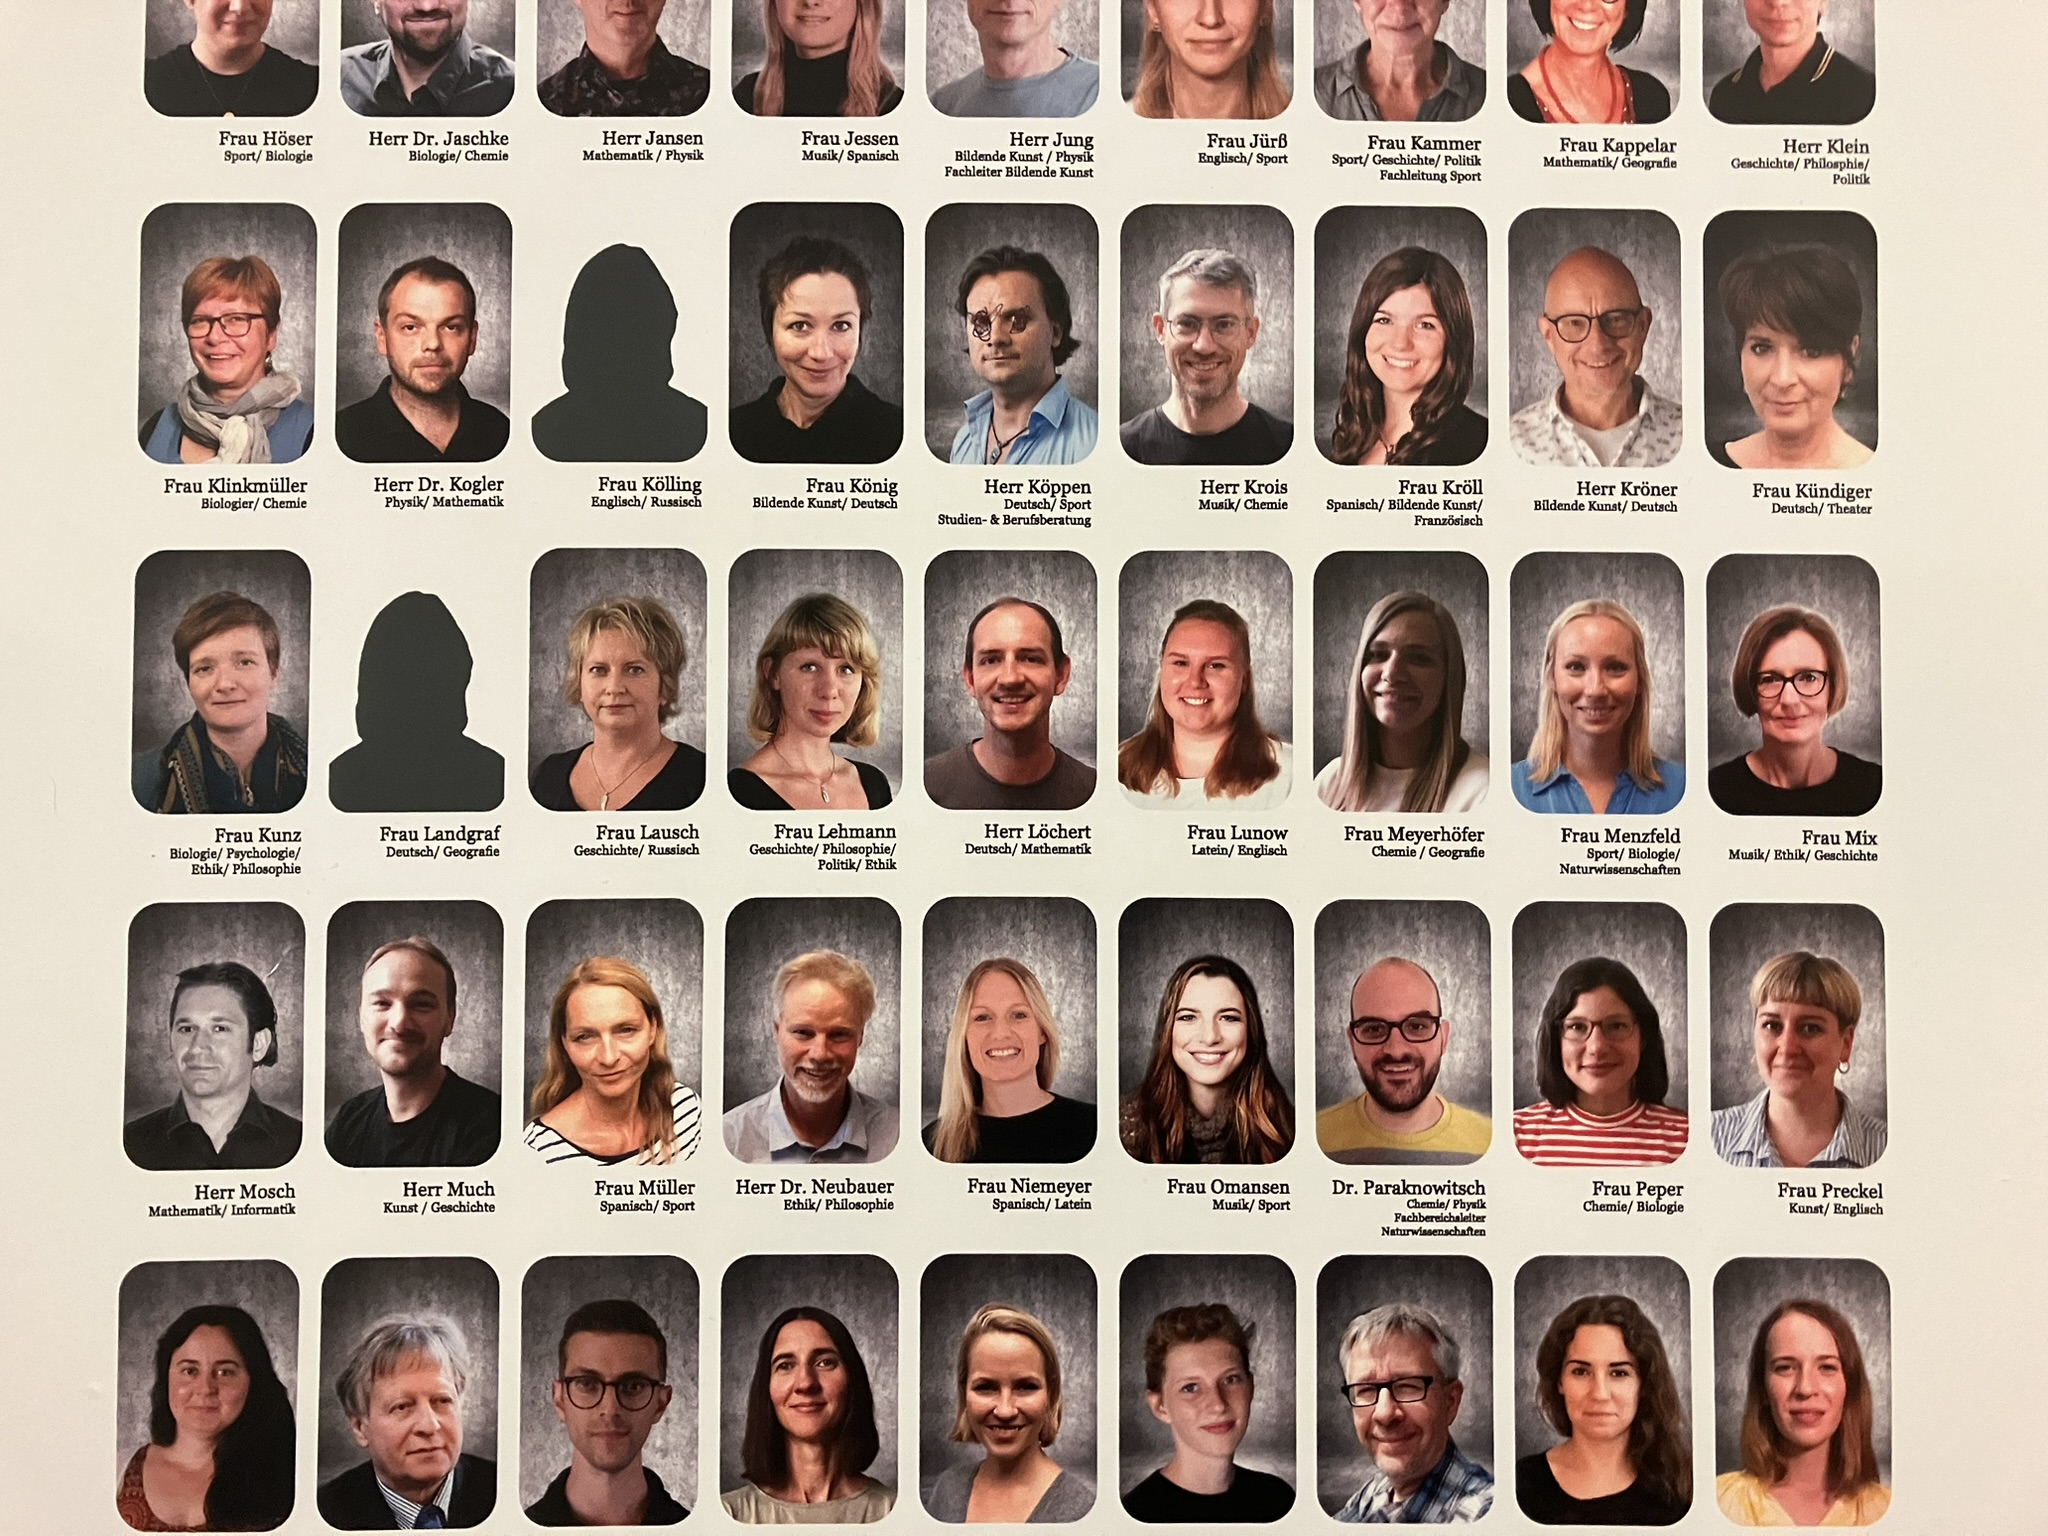 Frau Höser
Sport/ Biologie
Herr Dr. Jaschke
Biologie/ Chemie
Herr Jansen
Mathematik / Physik
Frau Jessen
Musik/ Spanisch
Herr Jung
Bildende Kunst / Physik
Fachleiter Bildende Kunst
Frau Jürß
Englisch/ Sport
Frau Kammer
Sport/ Geschichte/ Politik
Fachleitung Sport
Frau Kappelar
Mathematik/ Geografie
Herr Klein
Geschichte/ Philosphie/
Politik
Frau Klinkmüller
Biologier/ Chemie
Herr Dr. Kogler
Physik/ Mathematik
Frau Kölling
Englisch/ Russisch
Frau König
Bildende Kunst/ Deutsch
Herr Köppen
Deutsch/ Sport
Studien- & Berufsberatung
Herr Krois
Musik/ Chemie
Frau Kröll
Spanisch/ Bildende Kunst/
Französisch
Herr Kröner
Bildende Kunst/ Deutsch
Frau Kündiger
Deutsch/ Theater
Frau Kunz
Biologie/ Psychologie/
Ethik/ Philosophie
Frau Landgraf
Deutsch/ Geografie
Frau Lausch
Geschichte/ Russisch
Frau Lehmann
Geschichte/ Philosophie/
Politik/ Ethik
Herr Löchert
Deutsch/ Mathematik
Frau Lunow
Latein/ Englisch
Frau Meyerhöfer
Chemie / Geografie
Frau Menzfeld
Sport/ Biologie/
Naturwissenschaften
Frau Mix
Musik/ Ethik/ Geschichte
Herr Mosch
Mathematik/ Informatik
Herr Much
Kunst / Geschichte
Frau Müller
Spanisch/ Sport
Herr Dr. Neubauer
Ethik/ Philosophie
Frau Niemeyer
Spanisch/ Latein
Frau Omansen
Musik/ Sport
Dr. Paraknowitsch
Chemie/ Physik
Fachbereichsleiter
Naturwissenschaften
Frau Peper
Chemie/ Biologie
Frau Preckel
Kunst/ Englisch